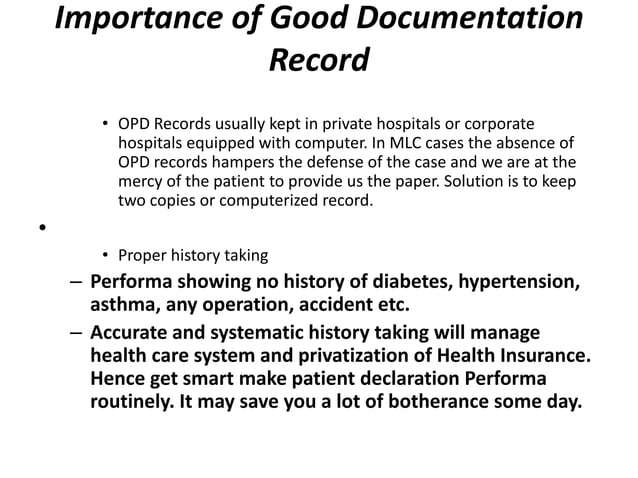 Importance of Good Documentation
Record
• OPD Records usually kept in private hospitals or corporate
hospitals equipped with computer. In MLC cases the absence of
OPD records hampers the defense of the case and we are at the
mercy of the patient to provide us the paper. Solution is to keep
two copies or computerized record.
•
• Proper history taking
– Performa showing no history of diabetes, hypertension,
asthma, any operation, accident etc.
– Accurate and systematic history taking will manage
health care system and privatization of Health Insurance.
Hence get smart make patient declaration Performa
routinely. It may save you a lot of botherance some day.